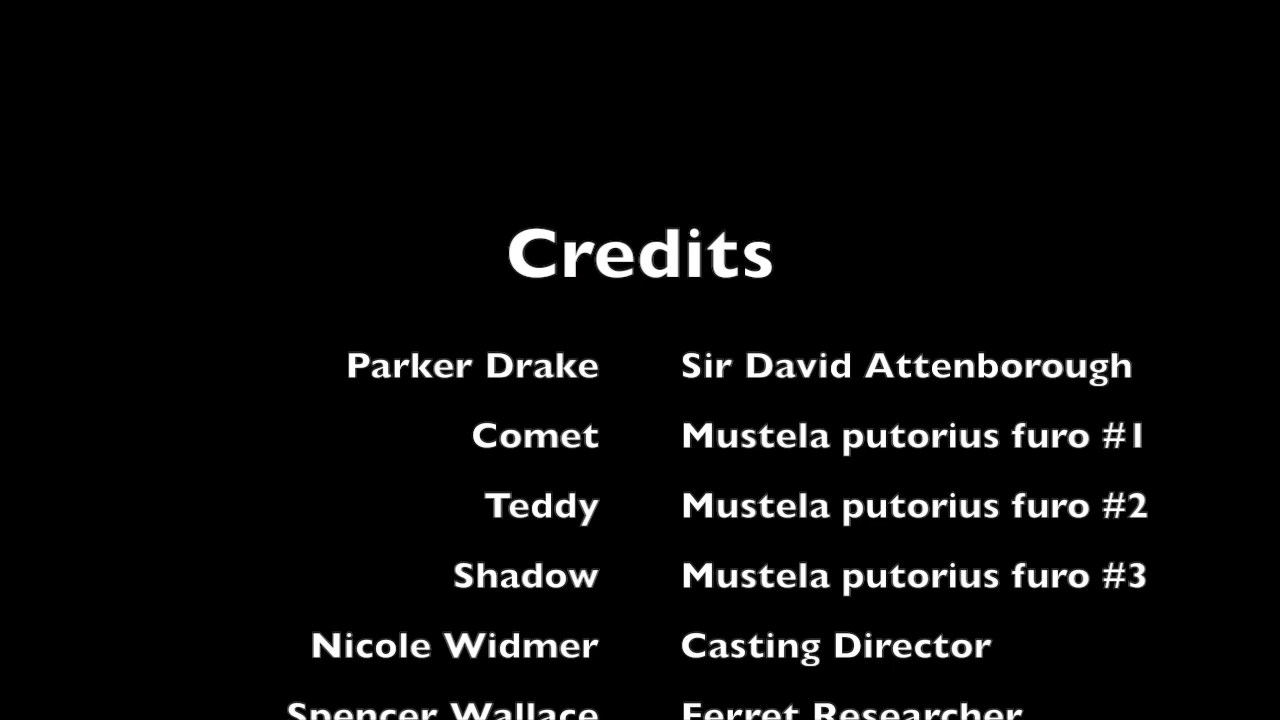 Credits
Parker Drake Sir David Attenborough
Comet Mustela putorius furo #1
Teddy Mustela putorius furo #2
Shadow Mustela putorius furo #3
Nicole Widmer Casting Director
Spencer Wallace Ferret Researcher